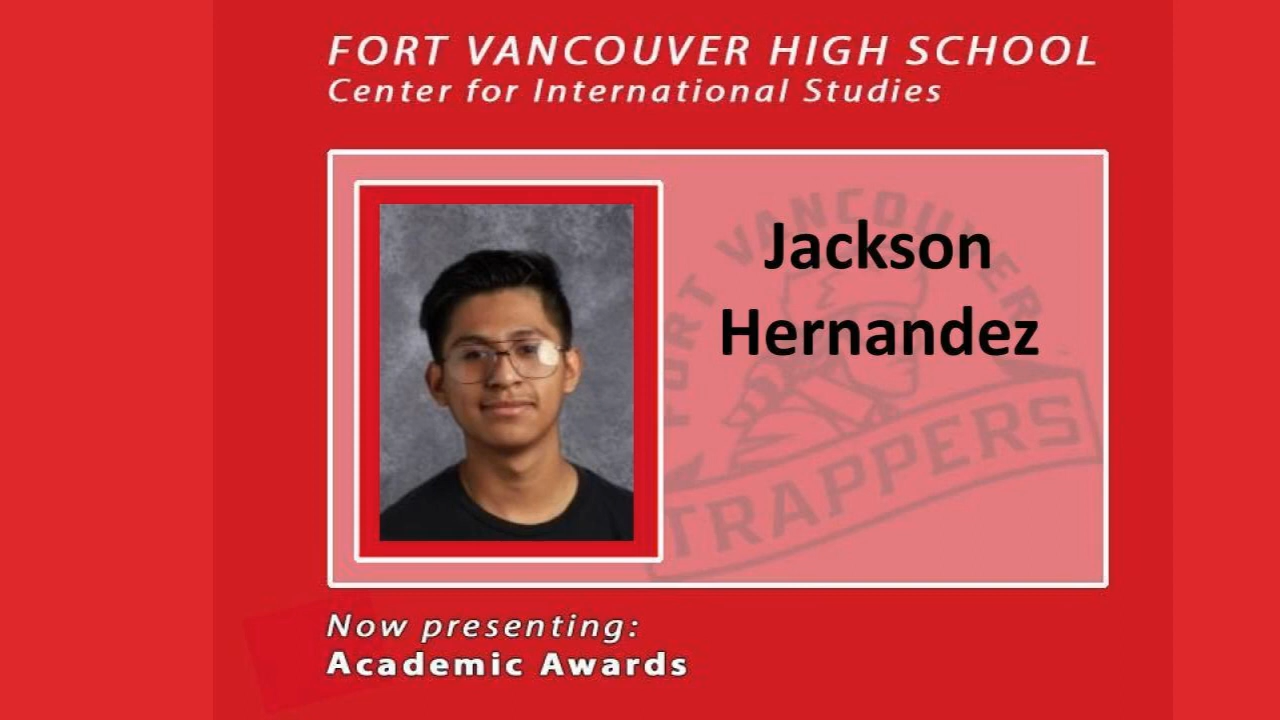 FORT VANCOUVER HIGH SCHOOL
Center for International Studies
Jackson
Hernandez
FORT VANCOUVER
TRAPPERS
Now presenting:
Academic Awards